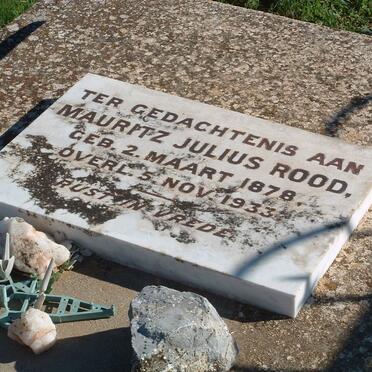 TER GEDACHTENIS AAN
MAURITZ JULIUS ROOD,
GEB. 2. MAART 1878.
OVERL. 5. NOV. 1933.
RUST IN VREDE.